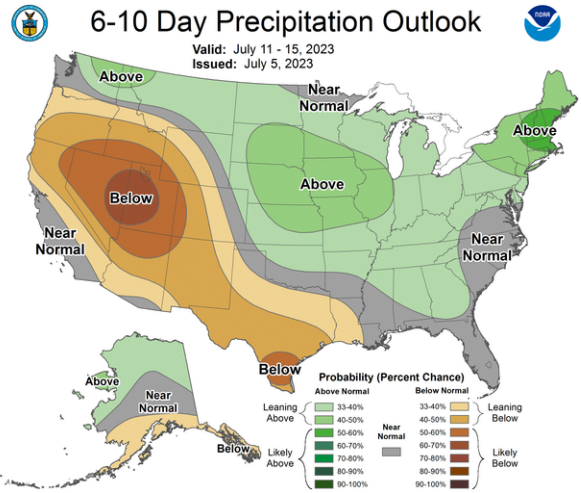 6-10 Day Precipitation Outlook
Valid: July 11 - 15, 2023
Issued: July 5, 2023
NOAA
Above
Near
Normal
Above
Above
Below
Near
Normal
Near
Normal
Below
Above
Near
Normal
Below
Probability (Percent Chance)
Above Normal
Below Normal
Leaning
Above
33-40%
40-50%
Likely
Above
50-60%
60-70%
70-80%
80-90%
90-100%
Near
Normal
33-40%
40-50%
Leaning
Below
50-60%
60-70%
70-80%
80-90%
90-100%
Likely
Below